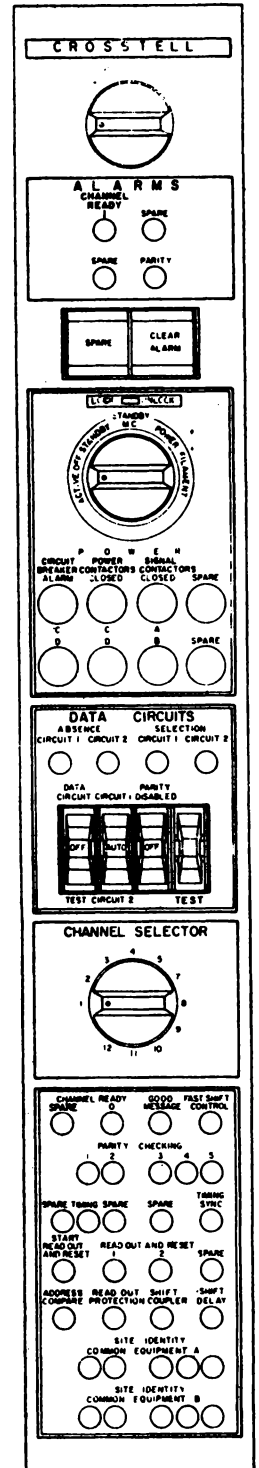 CROSSTELL
ALARMS
CHANNEL READY
1 SPARE
SPARE PARITY
SPARE CLEAR ALARM
LOCK UNLOCK
STANDBY M.C.
ACTIVE OFF STANDBY POWER FILAMENT
POWER
CIRCUIT BREAKER ALARM POWER CONTACTORS CLOSED SIGNAL CONTACTORS CLOSED SPARE
C C A
D D B SPARE
DATA CIRCUITS
ABSENCE SELECTION
CIRCUIT 1 CIRCUIT 2 CIRCUIT 1 CIRCUIT 2
DATA PARITY
CIRCUIT CIRCUIT 1 DISABLED
OFF AUTO OFF
TEST CIRCUIT 2 TEST
CHANNEL SELECTOR
1 2 3 4 5 7 8 9 10 11 12
CHANNEL READY GOOD FAST SHIFT
SPARE 0 MESSAGE CONTROL
PARITY CHECKING
1 2 3 4 5
TIMING
SPARE TIMING SPARE SPARE SYNC
START
READ OUT READ OUT AND RESET
AND RESET 1 2 SPARE
ADDRESS READ OUT SHIFT SHIFT
COMPARE PROTECTION COUPLER DELAY
SITE IDENTITY
COMMON EQUIPMENT A
SITE IDENTITY
COMMON EQUIPMENT B